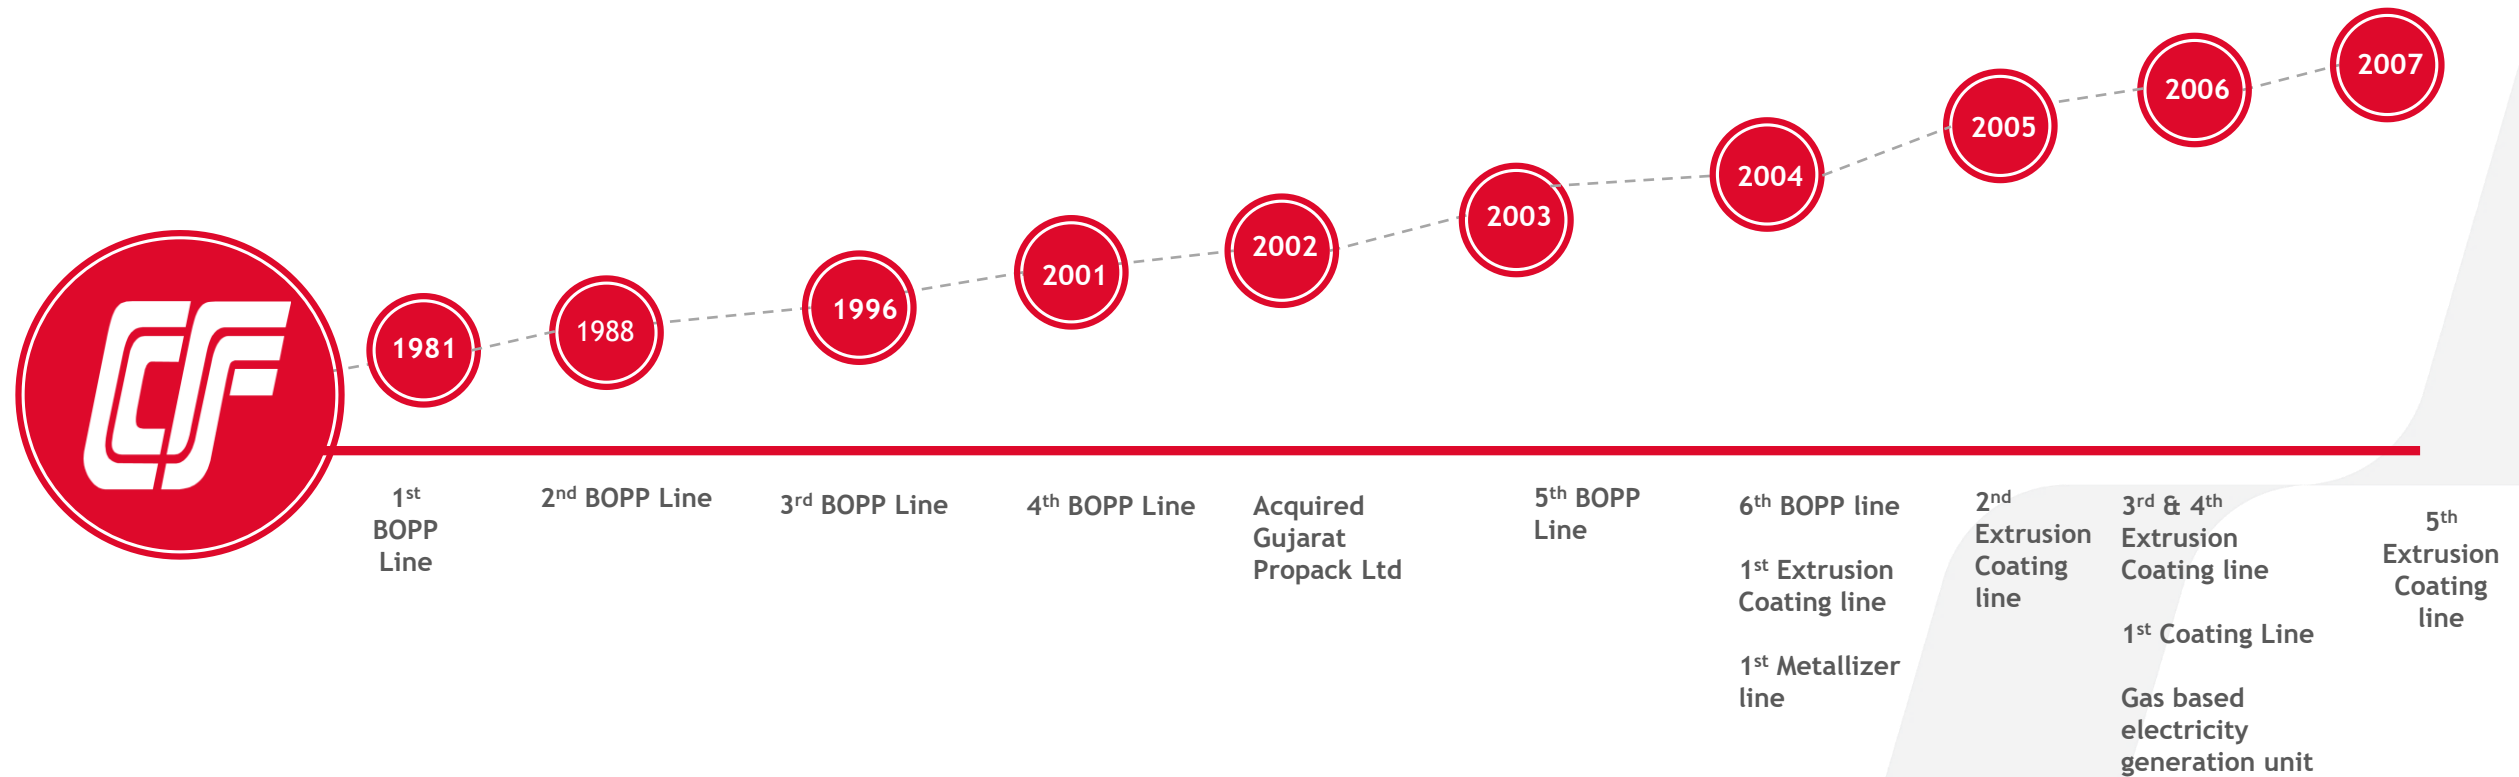 1981
1988
1996
2001
2002
2003
2004
2005
2006
2007
1st
BOPP
Line
2nd BOPP Line
3rd BOPP Line
4th BOPP Line
Acquired
Gujarat
Propack Ltd
5th BOPP
Line
6th BOPP line
1st Extrusion
Coating line
1st Metallizer
line
2nd
Extrusion
Coating
line
3rd & 4th
Extrusion
Coating line
1st Coating Line
Gas based
electricity
generation unit
5th
Extrusion
Coating
line